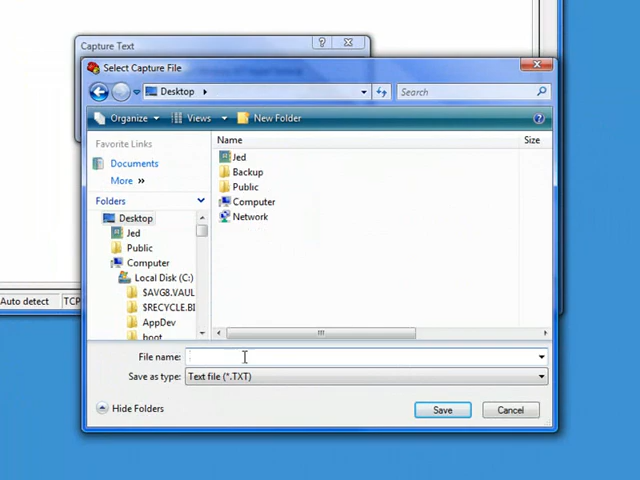 Capture Text
?
Select Capture File
Desktop
Search
Organize
Views
New Folder
?
Favorite Links
Documents
More »
Folders
Desktop
Jed
Public
Computer
Local Disk (C:)
$AVG8.VAUL
$RECYCLE.BI
AppDev
boot
Name
Size
Jed
Backup
Public
Computer
Network
Auto detect
TCP
File name:
Save as type:
Text file (*.TXT)
Hide Folders
Save
Cancel